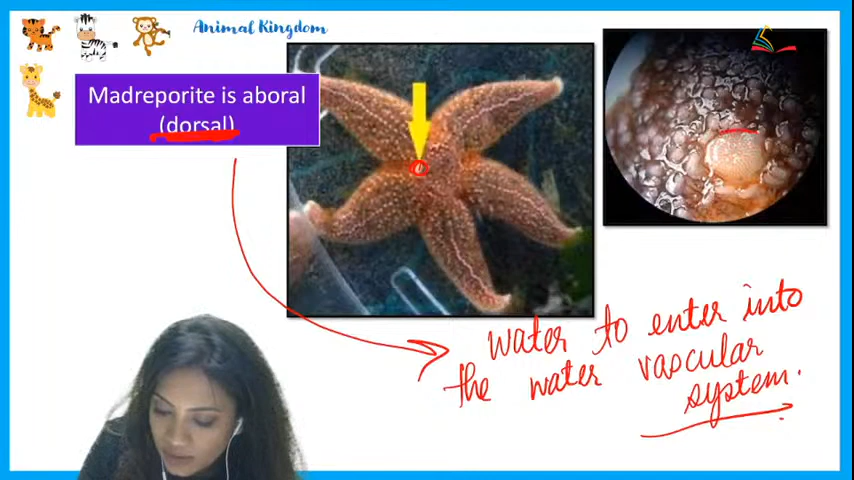 Animal Kingdom
Madreporite is aboral
(dorsal)
water to enter into
the water vascular
system.